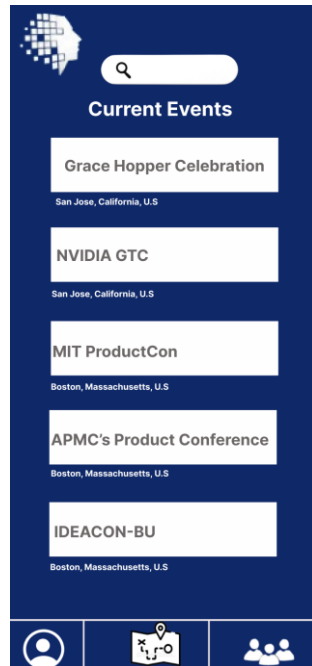 Current Events
Grace Hopper Celebration
San Jose, California, U.S
NVIDIA GTC
San Jose, California, U.S
MIT ProductCon
Boston, Massachusetts, U.S
APMC's Product Conference
Boston, Massachusetts, U.S
IDEACON-BU
Boston, Massachusetts, U.S